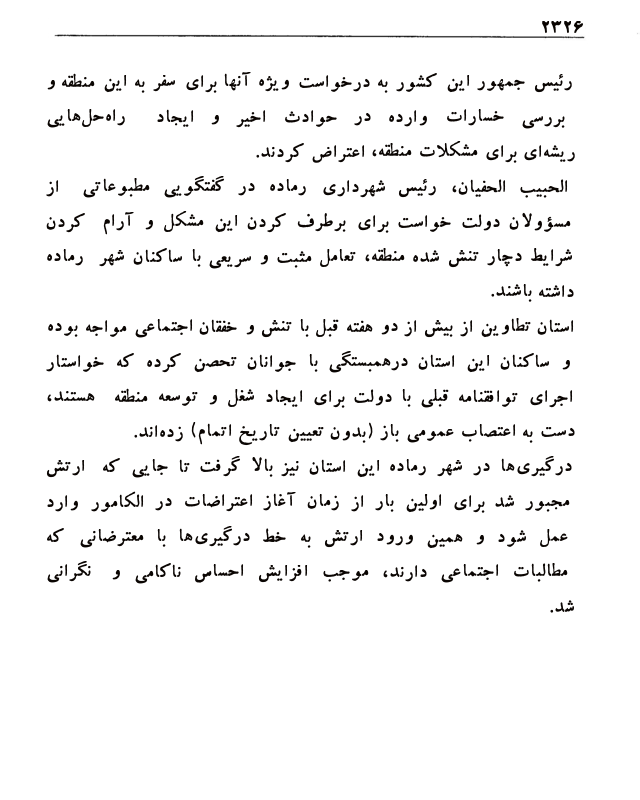 ۲۳۲۶
رئیس جمهور این کشور به درخواست ویژه آنها برای سفر به این منطقه و
بررسی خسارات وارده در حوادث اخیر و ایجاد راه‌حل‌هایی
ریشه‌ای برای مشکلات منطقه، اعتراض کردند.
الحبیب الحفیان، رئیس شهرداری رماده در گفتگویی مطبوعاتی از
مسؤولان دولت خواست برای برطرف کردن این مشکل و آرام کردن
شرایط دچار تنش شده منطقه، تعامل مثبت و سریعی با ساکنان شهر رماده
داشته باشند.
استان تطاوین از بیش از دو هفته قبل با تنش و خفقان اجتماعی مواجه بوده
و ساکنان این استان درهمبستگی با جوانان تحصن کرده که خواستار
اجرای توافقنامه قبلی با دولت برای ایجاد شغل و توسعه منطقه هستند،
دست به اعتصاب عمومی باز (بدون تعیین تاریخ اتمام) زده‌اند.
درگیری‌ها در شهر رماده این استان نیز بالا گرفت تا جایی که ارتش
مجبور شد برای اولین بار از زمان آغاز اعتراضات در الکامور وارد
عمل شود و همین ورود ارتش به خط درگیری‌ها با معترضانی که
مطالبات اجتماعی دارند، موجب افزایش احساس ناکامی و نگرانی
شد.